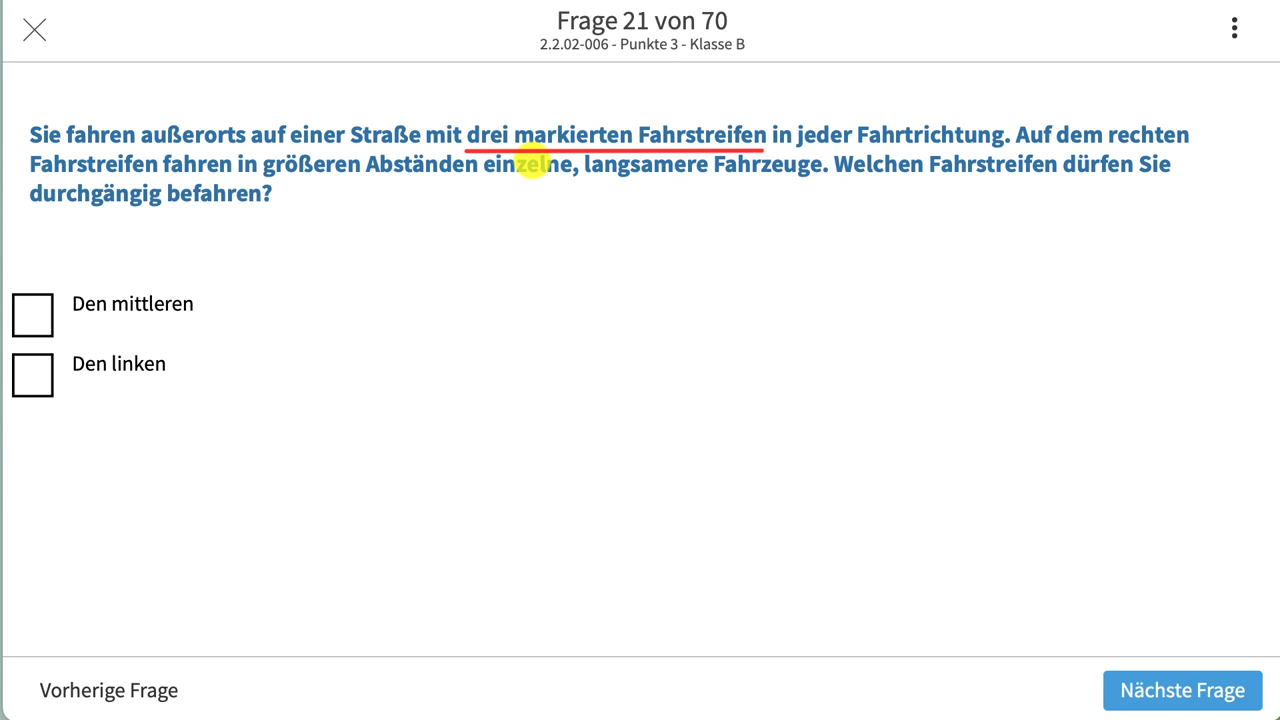 Frage 21 von 70
2.2.02-006 - Punkte 3 - Klasse B
Sie fahren außerorts auf einer Straße mit drei markierten Fahrstreifen in jeder Fahrtrichtung. Auf dem rechten
Fahrstreifen fahren in größeren Abständen einzelne, langsamere Fahrzeuge. Welchen Fahrstreifen dürfen Sie
durchgängig befahren?
Den mittleren
Den linken
Vorherige Frage
Nächste Frage